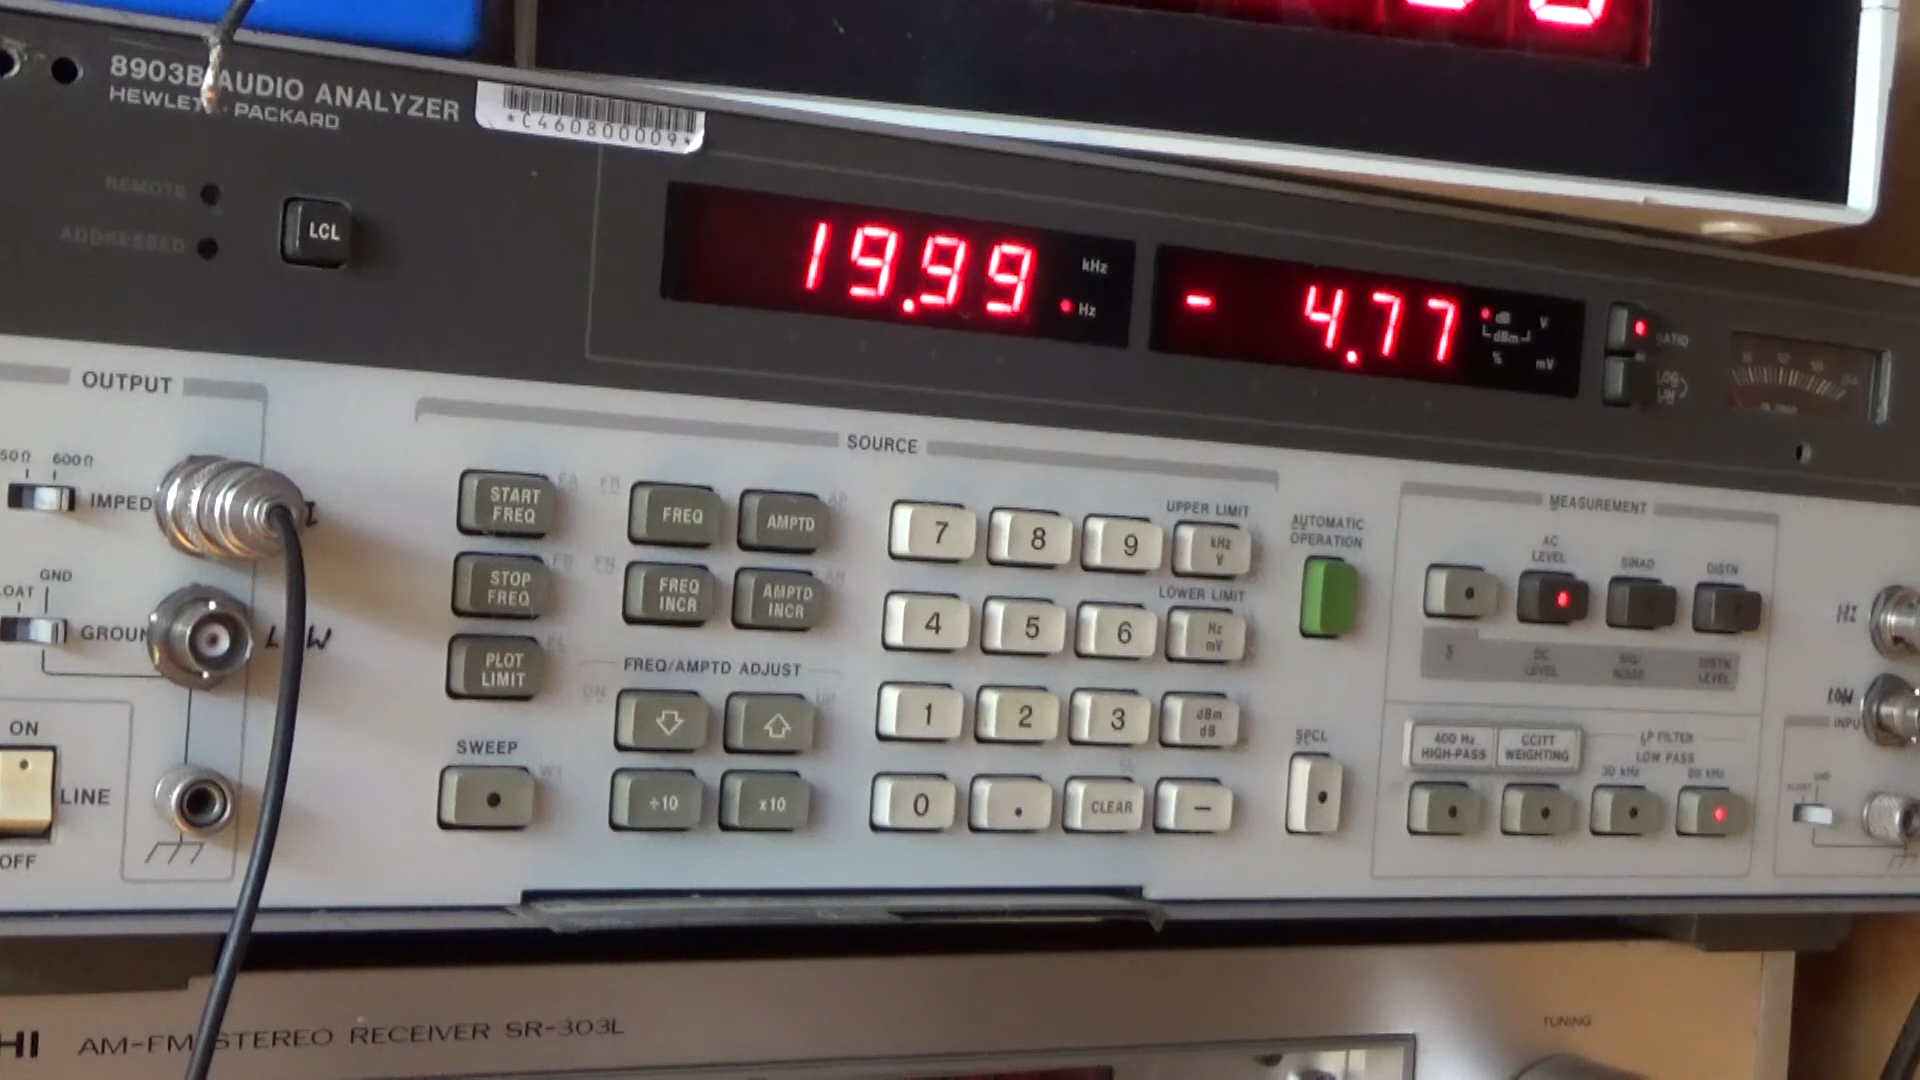 8903B AUDIO ANALYZER
HEWLETT-PACKARD
*C460800009*
REMOTE
ADDRESSED
LCL
19.99
kHz
Hz
- 4.77
dB
dBm
V
%
mV
RATIO
LOG
LIN
OUTPUT
50Ω 600Ω
IMPED
GND
GROUN
LOW
ON
LINE
OFF
SOURCE
START FREQ
STOP FREQ
PLOT LIMIT
SWEEP
FREQ
AMPTD
FREQ INCR
AMPTD INCR
FREQ/AMPTD ADJUST
÷10
x10
7 8 9
4 5 6
1 2 3
0 . CLEAR –
UPPER LIMIT
kHz V
LOWER LIMIT
Hz mV
dBm dB
AUTOMATIC OPERATION
SPCL
MEASUREMENT
AC LEVEL
SINAD
DISTN
S
DC LEVEL
SIG/NOISE
DISTN LEVEL
400 Hz HIGH-PASS
CCITT WEIGHTING
LP FILTER
LOW PASS
30 kHz
80 kHz
LOW
INPU
HI AM-FM STEREO RECEIVER SR-303L
TUNING